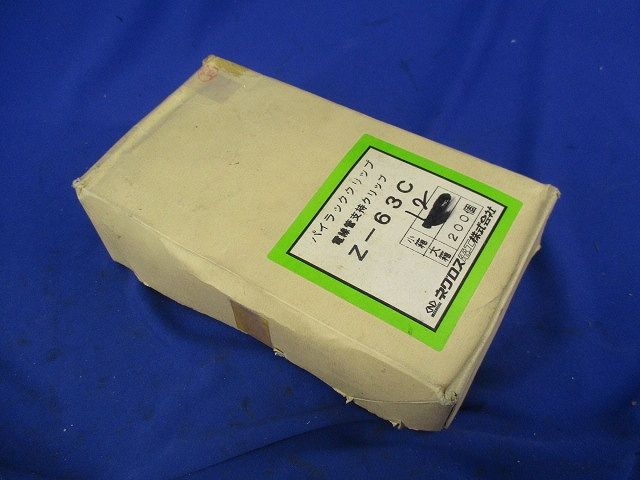 パイラッククリップ
電線管支持クリップ
Z-63C
小箱 12
大箱 200個
ネグロス電工株式会社